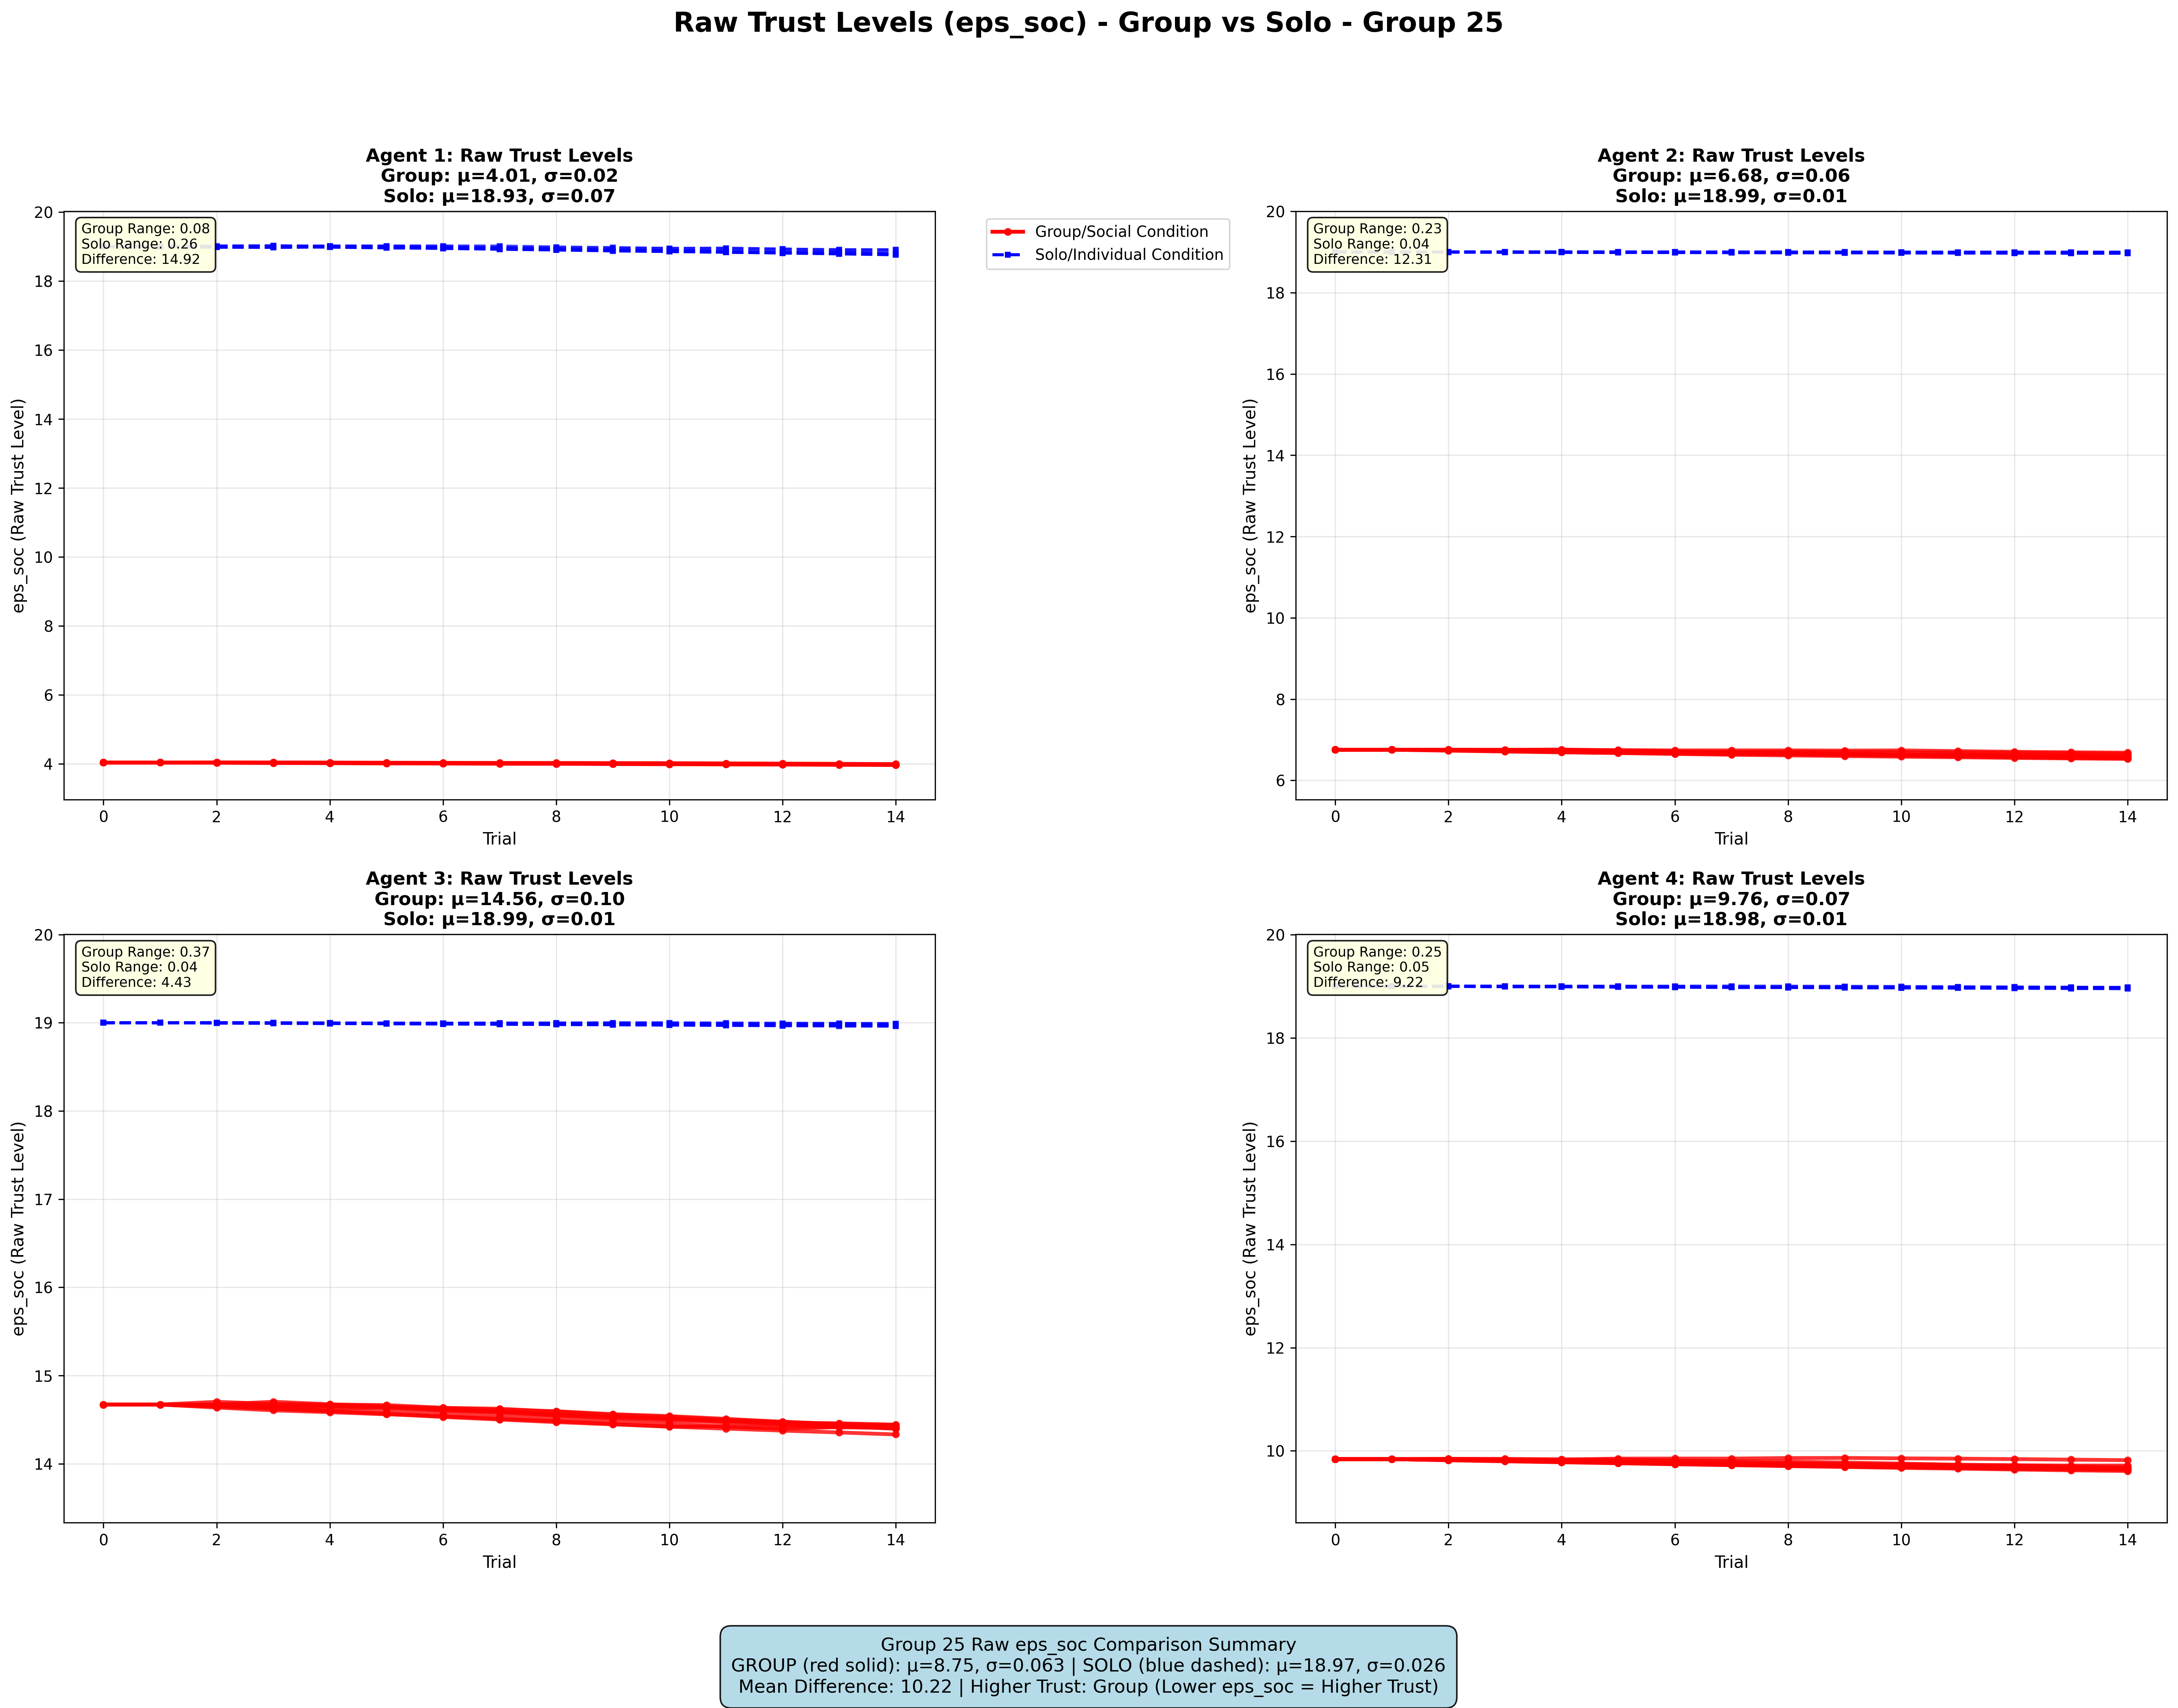 Raw Trust Levels (eps_soc) - Group vs Solo - Group 25
Agent 1: Raw Trust Levels
Group: μ=4.01, σ=0.02
Solo: μ=18.93, σ=0.07
Group Range: 0.08
Solo Range: 0.26
Difference: 14.92
20
18
16
14
12
10
8
6
4
eps_soc (Raw Trust Level)
0 2 4 6 8 10 12 14
Trial
Group/Social Condition
Solo/Individual Condition
Agent 2: Raw Trust Levels
Group: μ=6.68, σ=0.06
Solo: μ=18.99, σ=0.01
Group Range: 0.23
Solo Range: 0.04
Difference: 12.31
20
18
16
14
12
10
8
6
eps_soc (Raw Trust Level)
0 2 4 6 8 10 12 14
Trial
Agent 3: Raw Trust Levels
Group: μ=14.56, σ=0.10
Solo: μ=18.99, σ=0.01
Group Range: 0.37
Solo Range: 0.04
Difference: 4.43
20
19
18
17
16
15
14
eps_soc (Raw Trust Level)
0 2 4 6 8 10 12 14
Trial
Agent 4: Raw Trust Levels
Group: μ=9.76, σ=0.07
Solo: μ=18.98, σ=0.01
Group Range: 0.25
Solo Range: 0.05
Difference: 9.22
20
18
16
14
12
10
eps_soc (Raw Trust Level)
0 2 4 6 8 10 12 14
Trial
Group 25 Raw eps_soc Comparison Summary
GROUP (red solid): μ=8.75, σ=0.063 | SOLO (blue dashed): μ=18.97, σ=0.026
Mean Difference: 10.22 | Higher Trust: Group (Lower eps_soc = Higher Trust)